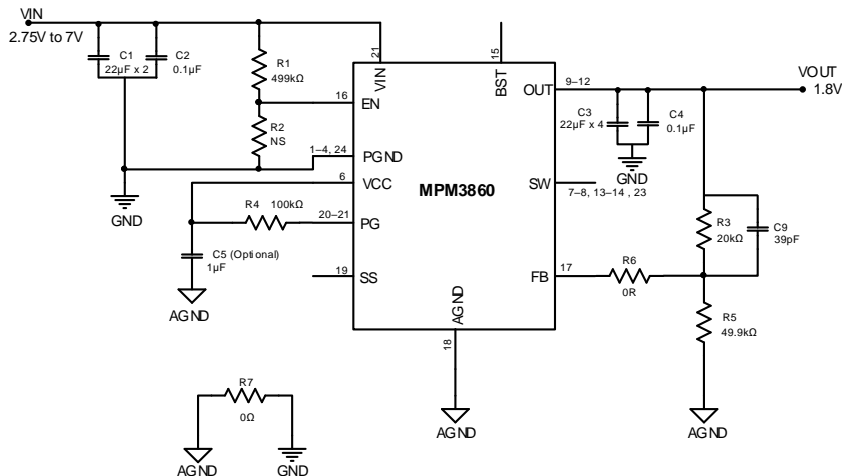 VIN
2.75V to 7V
C1
22µF x 2
C2
0.1µF
R1
499kΩ
R2
NS
GND
16
EN
1–4, 24
PGND
6
VCC
R4 100kΩ
20–21
PG
C5 (Optional)
1µF
AGND
19
SS
21
VIN
15
BST
MPM3860
OUT
9–12
SW
7–8, 13–14 , 23
FB
17
AGND
18
AGND
C3
22µF x 4
C4
0.1µF
GND
VOUT
1.8V
R3
20kΩ
C9
39pF
R6
0R
R5
49.9kΩ
AGND
R7
0Ω
AGND
GND